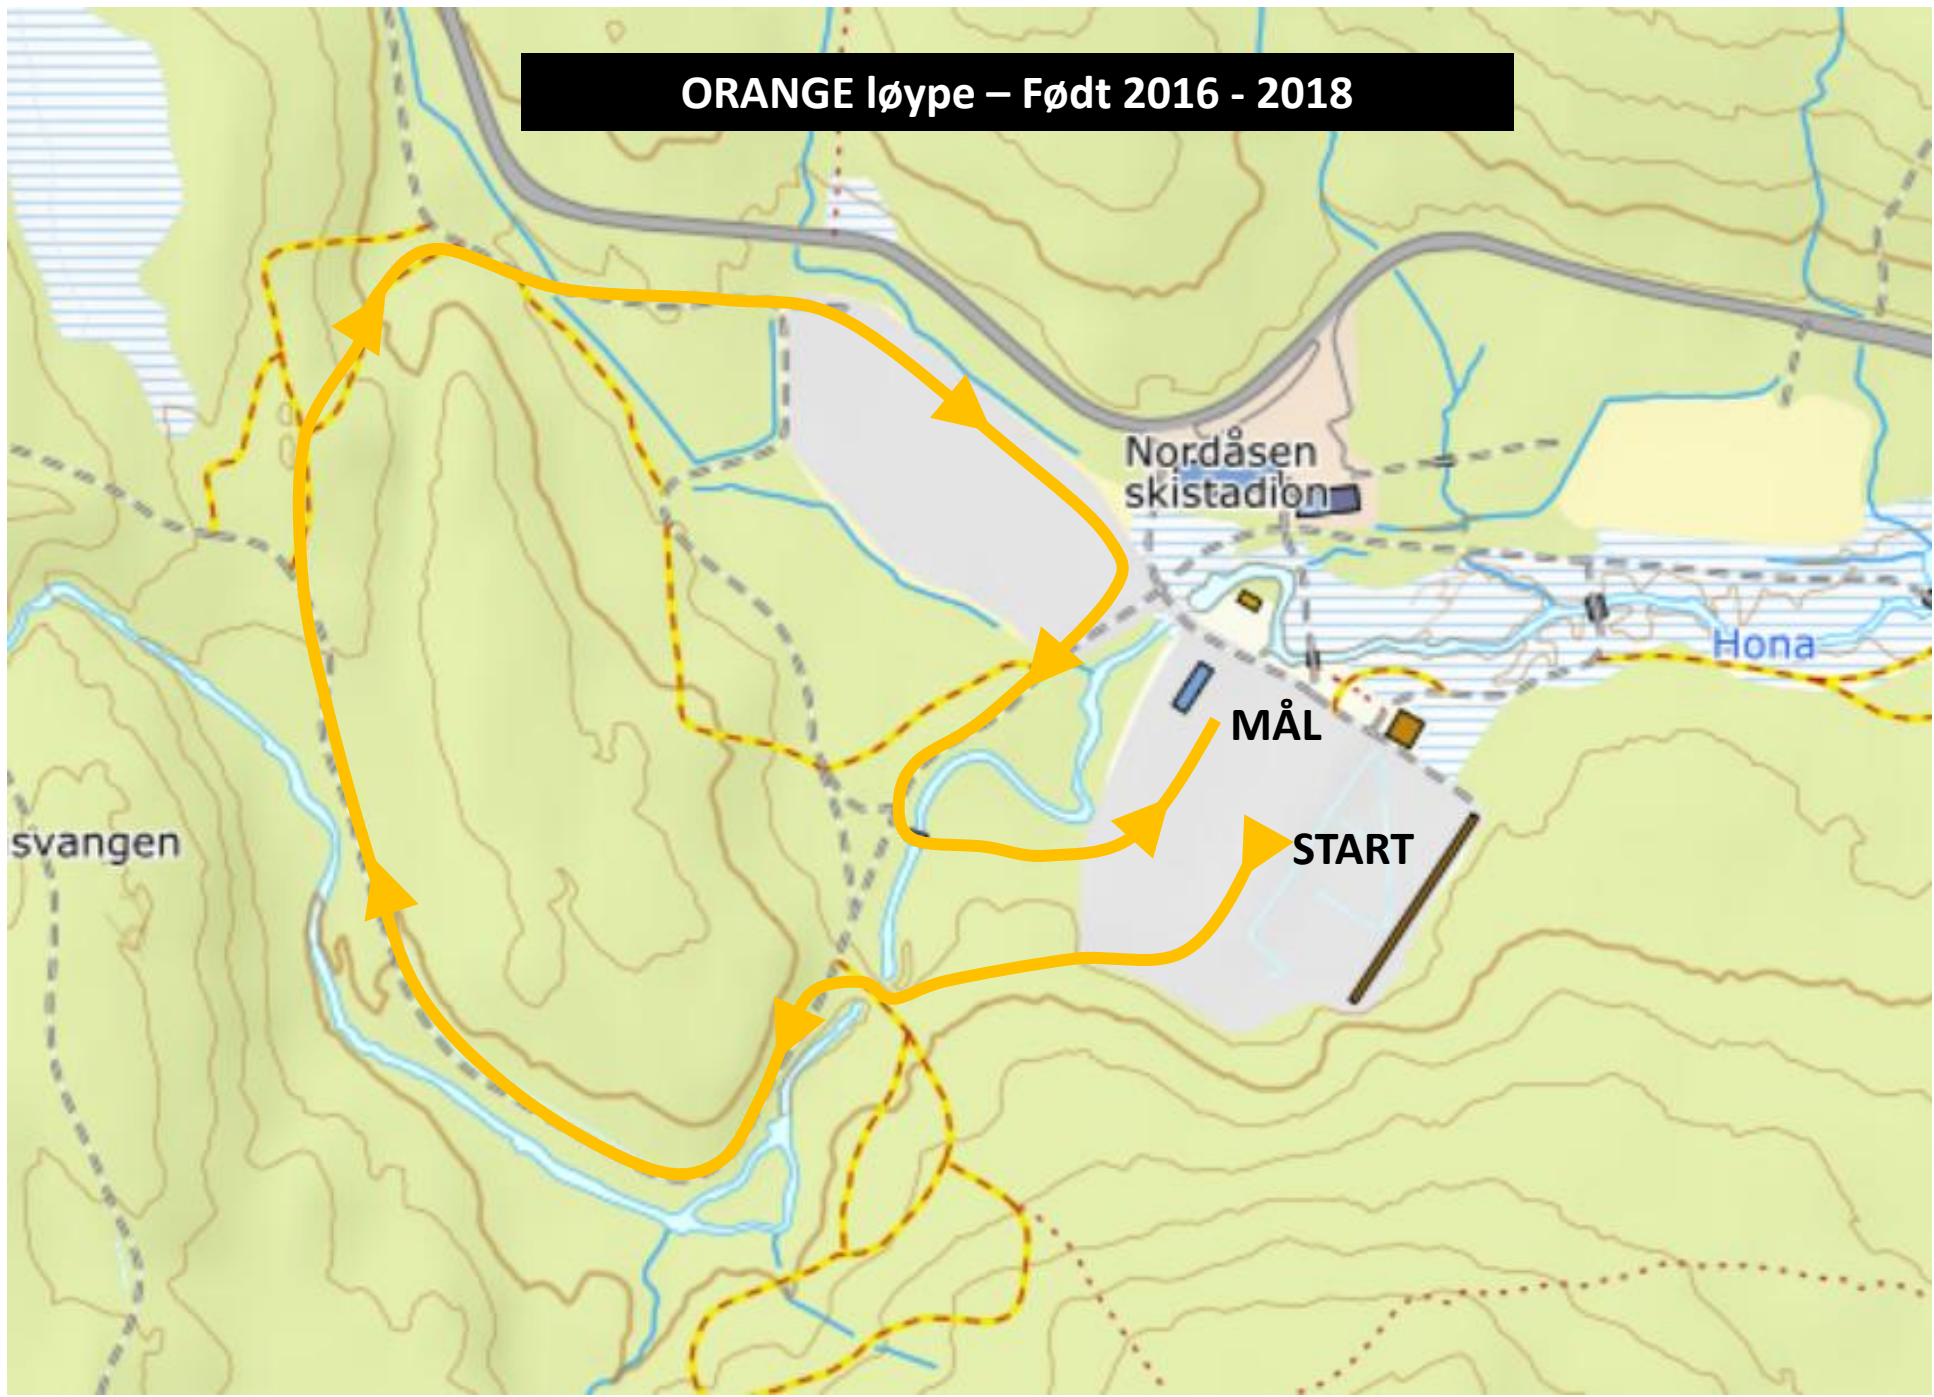 ORANGE løype – Født 2016 - 2018
Nordåsen
skistadion
Hona
MÅL
START
svangen